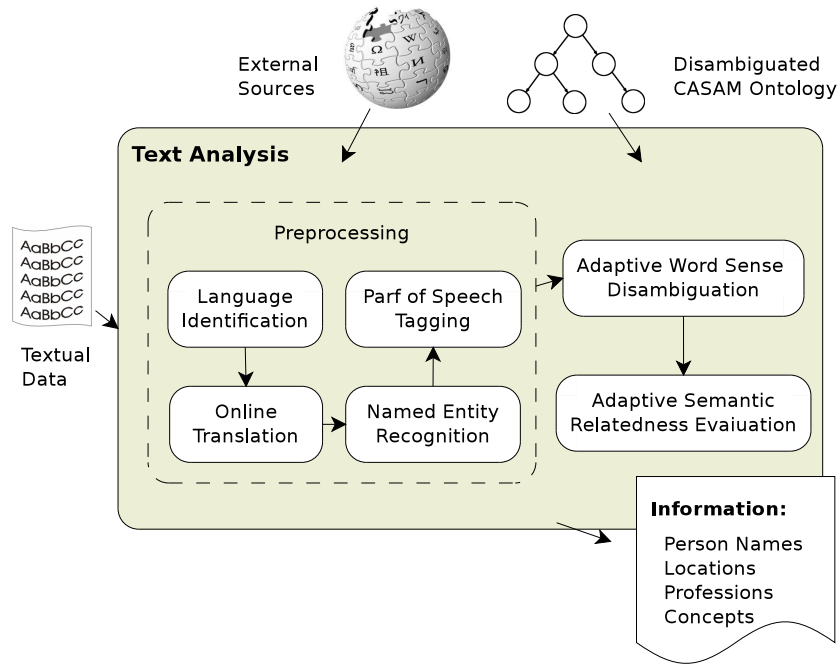 External
Sources
Disambiguated
CASAM Ontology
Text Analysis
AaBbCc
AaBbCc
AaBbCc
AaBbCc
AaBbCc
Textual
Data
Preprocessing
Language
Identification
Parf of Speech
Tagging
Online
Translation
Named Entity
Recognition
Adaptive Word Sense
Disambiguation
Adaptive Semantic
Relatedness Evaiuation
Information:
Person Names
Locations
Professions
Concepts